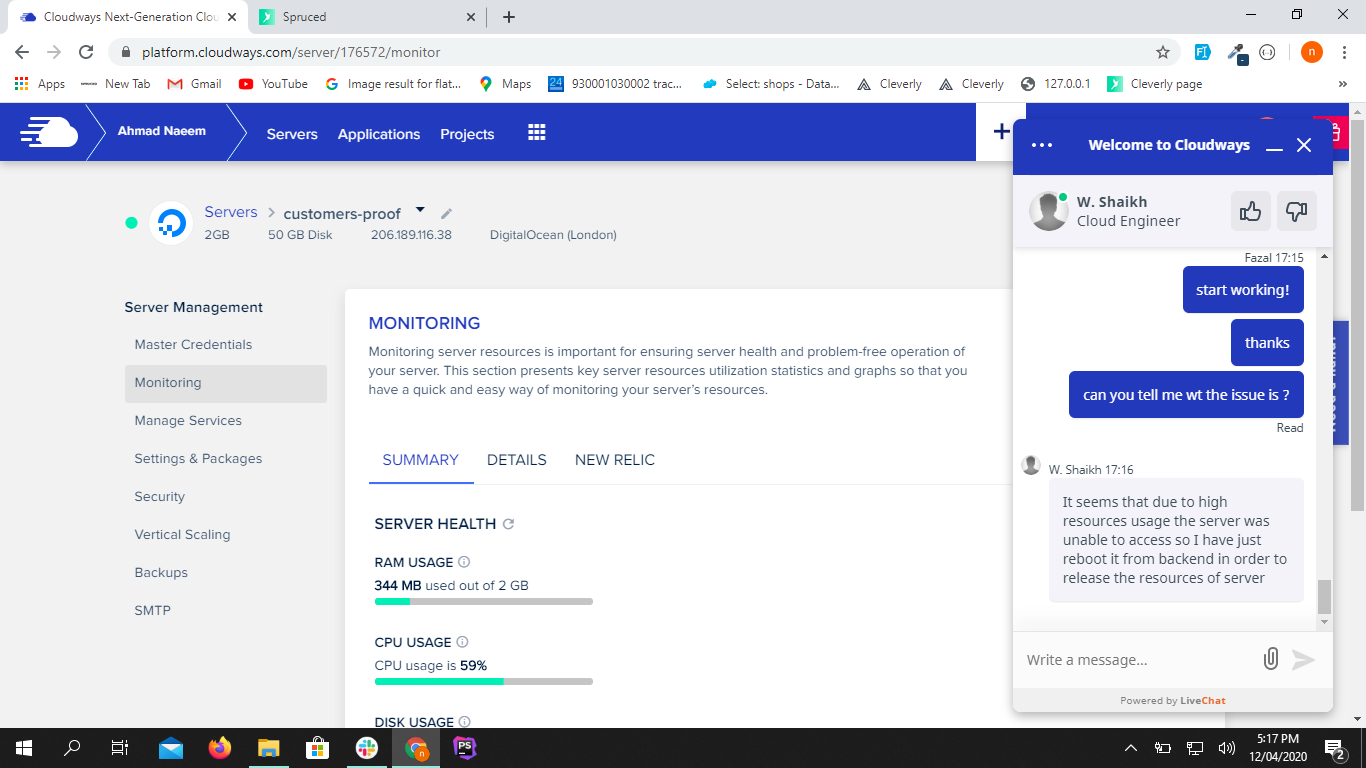 Cloudways Next-Generation Clou
Spruced
platform.cloudways.com/server/176572/monitor
Apps
New Tab
Gmail
YouTube
Image result for flat...
Maps
24
930001030002 trac...
Select: shops - Data...
Cleverly
Cleverly
127.0.0.1
Cleverly page
»
Ahmad Naeem
Servers
Applications
Projects
+
Servers > customers-proof
2GB
50 GB Disk
206.189.116.38
DigitalOcean (London)
Server Management
Master Credentials
Monitoring
Manage Services
Settings & Packages
Security
Vertical Scaling
Backups
SMTP
MONITORING
Monitoring server resources is important for ensuring server health and problem-free operation of
your server. This section presents key server resources utilization statistics and graphs so that you
have a quick and easy way of monitoring your server's resources.
SUMMARY
DETAILS
NEW RELIC
SERVER HEALTH
RAM USAGE
344 MB used out of 2 GB
CPU USAGE
CPU usage is 59%
DISK USAGE
Welcome to Cloudways
W. Shaikh
Cloud Engineer
Fazal 17:15
start working!
thanks
can you tell me wt the issue is ?
Read
W. Shaikh 17:16
It seems that due to high
resources usage the server was
unable to access so I have just
reboot it from backend in order to
release the resources of server
Write a message...
Powered by LiveChat
n
PS
5:17 PM
12/04/2020
2